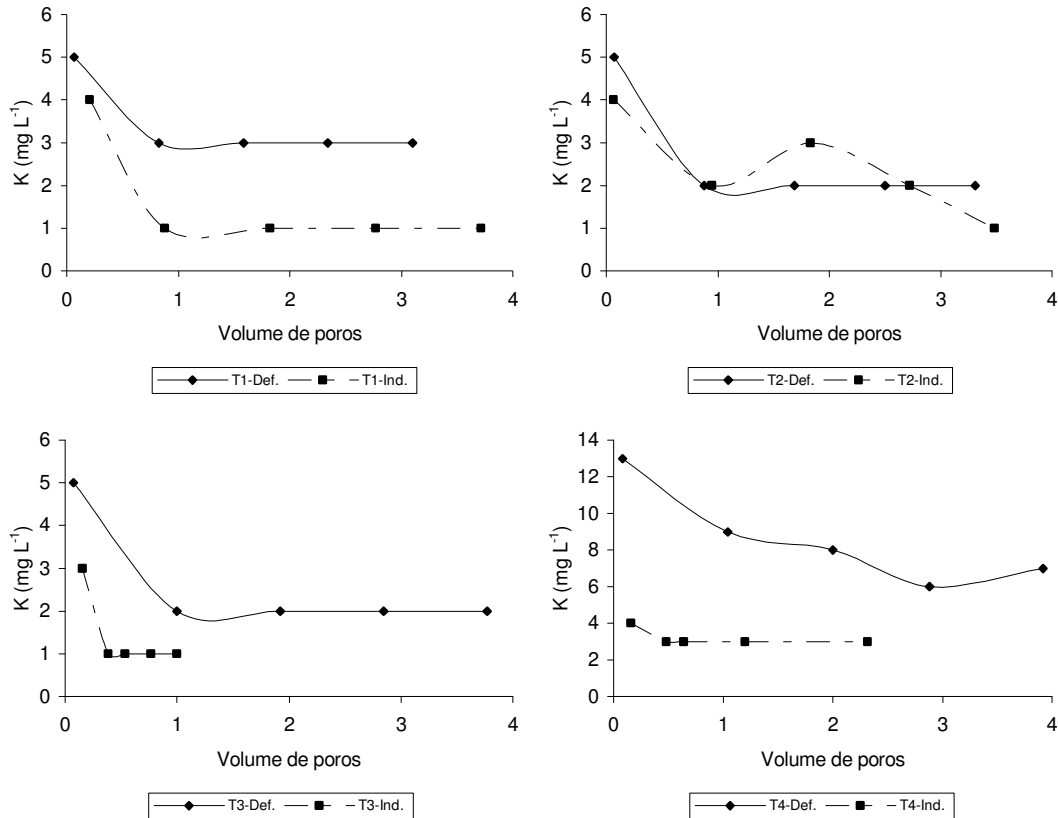 6
5
4
3
2
1
0
K (mg L⁻¹)
0 1 2 3 4
Volume de poros
T1-Def. T1-Ind.
6
5
4
3
2
1
0
K (mg L⁻¹)
0 1 2 3 4
Volume de poros
T2-Def. T2-Ind.
6
5
4
3
2
1
0
K (mg L⁻¹)
0 1 2 3 4
Volume de poros
T3-Def. T3-Ind.
14
12
10
8
6
4
2
0
K (mg L⁻¹)
0 1 2 3 4
Volume de poros
T4-Def. T4-Ind.